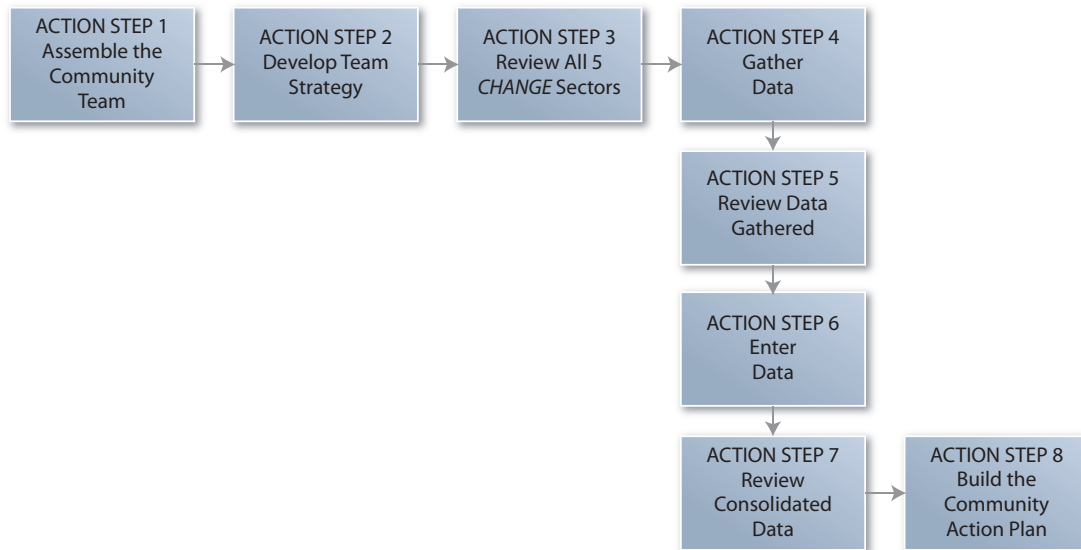 ACTION STEP 1
Assemble the
Community
Team
ACTION STEP 2
Develop Team
Strategy
ACTION STEP 3
Review All 5
CHANGE Sectors
ACTION STEP 4
Gather
Data
ACTION STEP 5
Review Data
Gathered
ACTION STEP 6
Enter
Data
ACTION STEP 7
Review
Consolidated
Data
ACTION STEP 8
Build the
Community
Action Plan